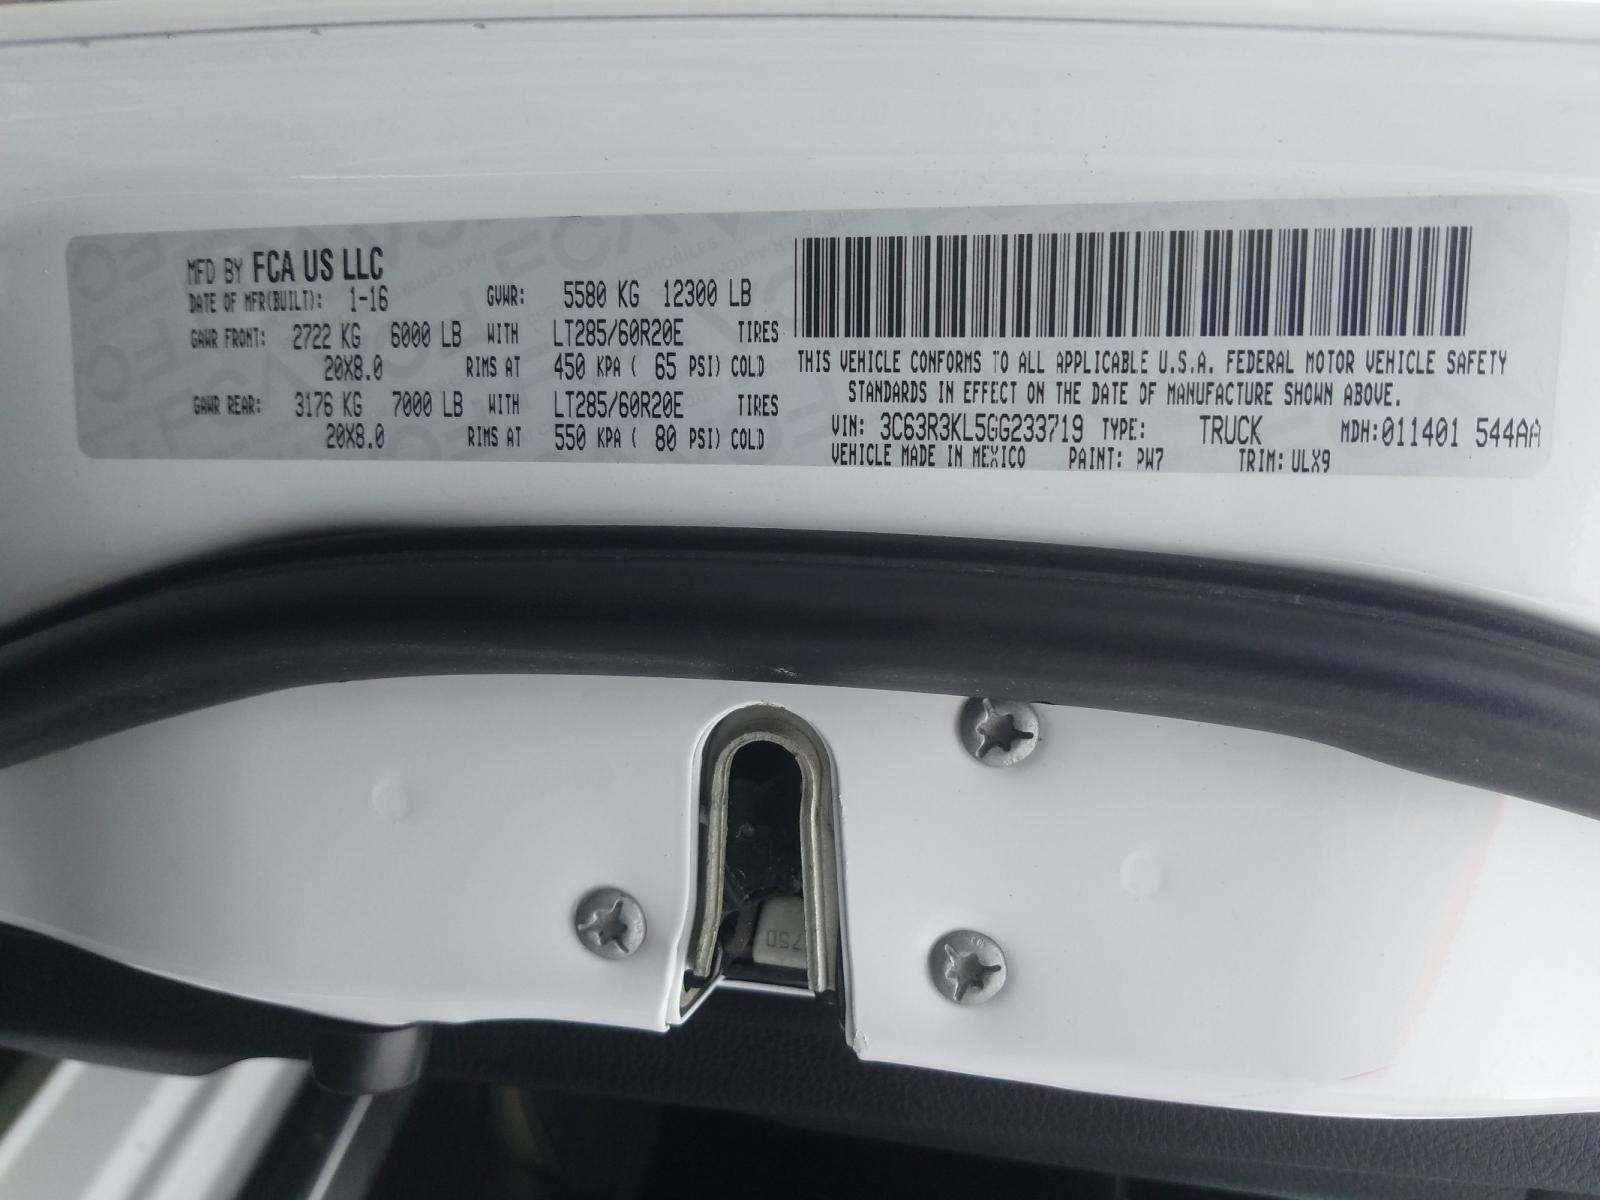 MFD BY FCA US LLC
DATE OF MFR(BUILT): 1-16 GVWR: 5580 KG 12300 LB
GAWR FRONT: 2722 KG 6000 LB WITH LT285/60R20E TIRES
20X8.0 RIMS AT 450 KPA ( 65 PSI) COLD
GAWR REAR: 3176 KG 7000 LB WITH LT285/60R20E TIRES
20X8.0 RIMS AT 550 KPA ( 80 PSI) COLD
THIS VEHICLE CONFORMS TO ALL APPLICABLE U.S.A. FEDERAL MOTOR VEHICLE SAFETY
STANDARDS IN EFFECT ON THE DATE OF MANUFACTURE SHOWN ABOVE.
VIN: 3C63R3KL5GG233719 TYPE: TRUCK MDH:011401 544AA
VEHICLE MADE IN MEXICO PAINT: PW7 TRIM: ULX9